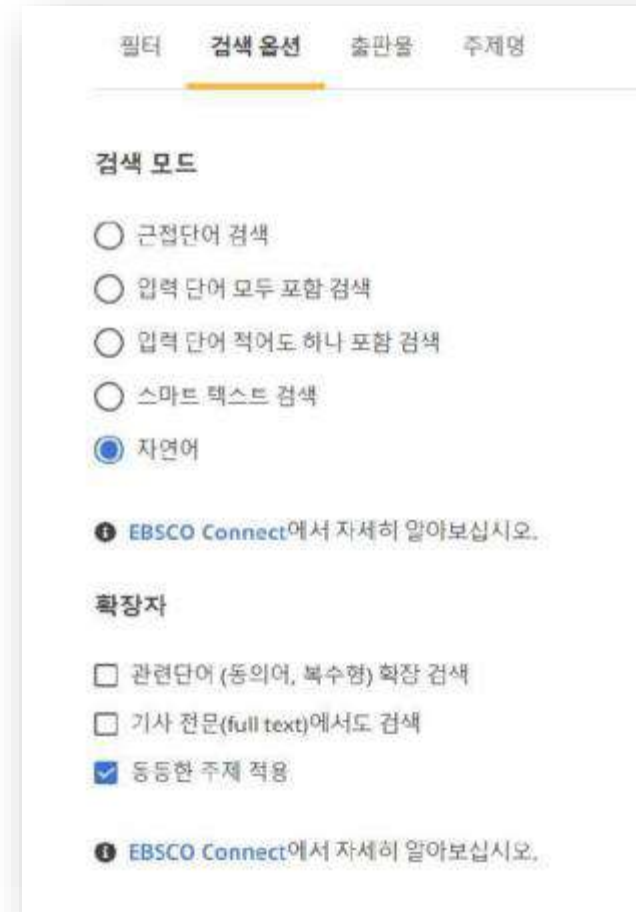 필터 검색 옵션 출판물 주제명
검색 모드
근접단어 검색
입력 단어 모두 포함 검색
입력 단어 적어도 하나 포함 검색
스마트 텍스트 검색
자연어
EBSCO Connect에서 자세히 알아보십시오.
확장자
관련단어 (동의어, 복수형) 확장 검색
기사 전문(full text)에서도 검색
동등한 주제 적용
EBSCO Connect에서 자세히 알아보십시오.